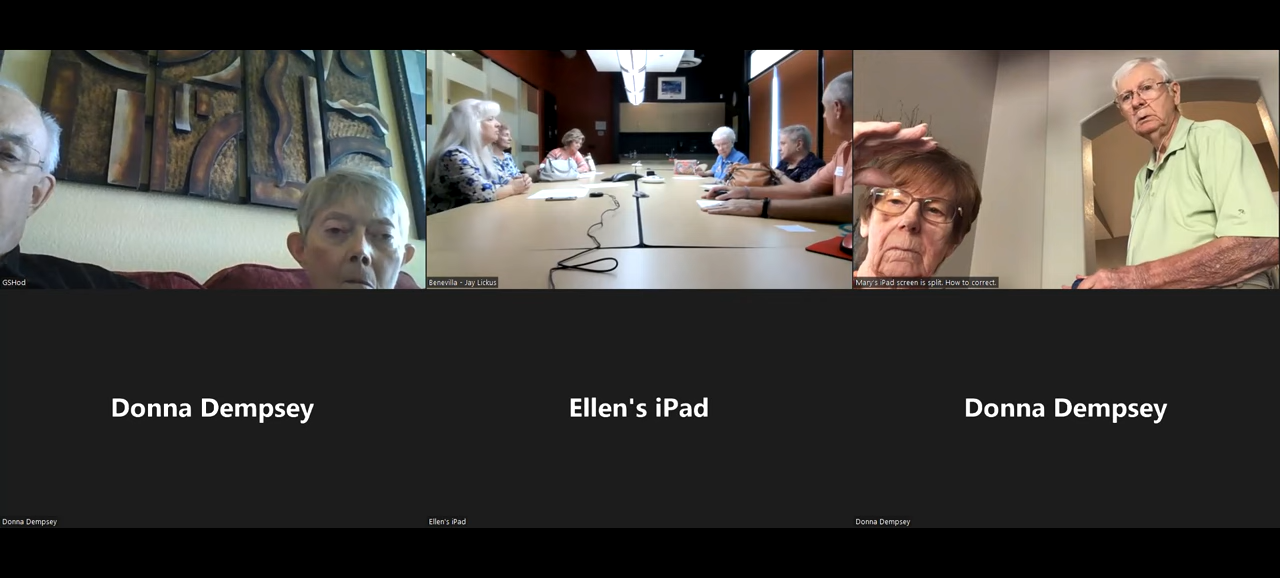 GSHod
Benevilla - Jay Lickus
Mary's iPad screen is split. How to correct.
Donna Dempsey
Ellen's iPad
Donna Dempsey
Donna Dempsey
Ellen's iPad
Donna Dempsey